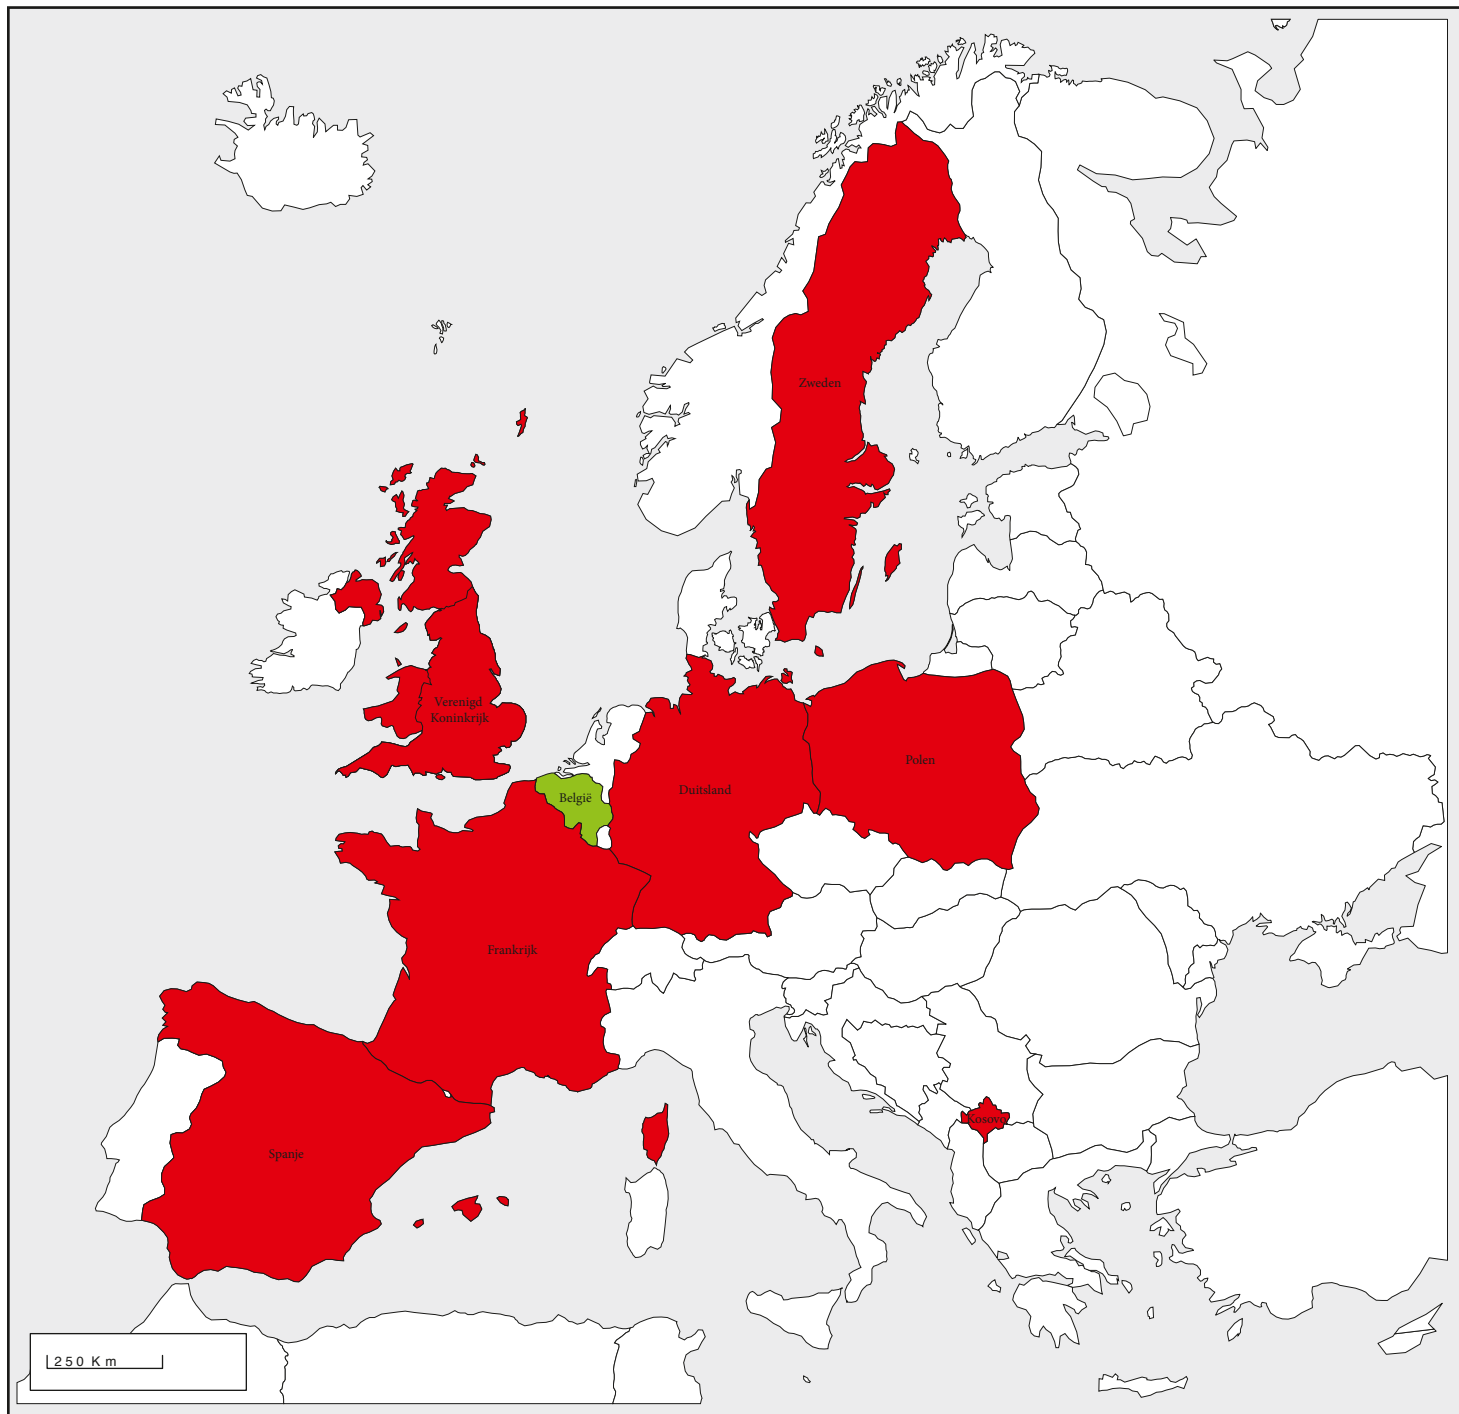 Zweden
Verenigd
Koninkrijk
Polen
Duitsland
België
Frankrijk
Kosovo
Spanje
250 Km